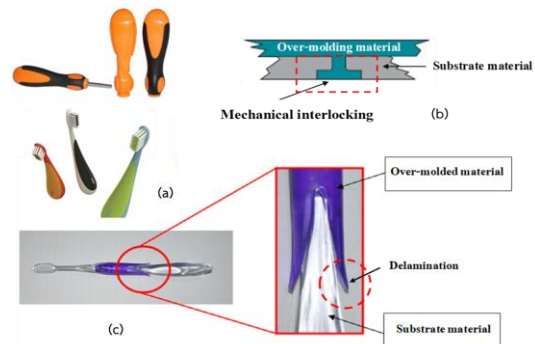 Over-molding material
Substrate material
Mechanical interlocking
(b)
(a)
Over-molded material
Delamination
(c)
Substrate material